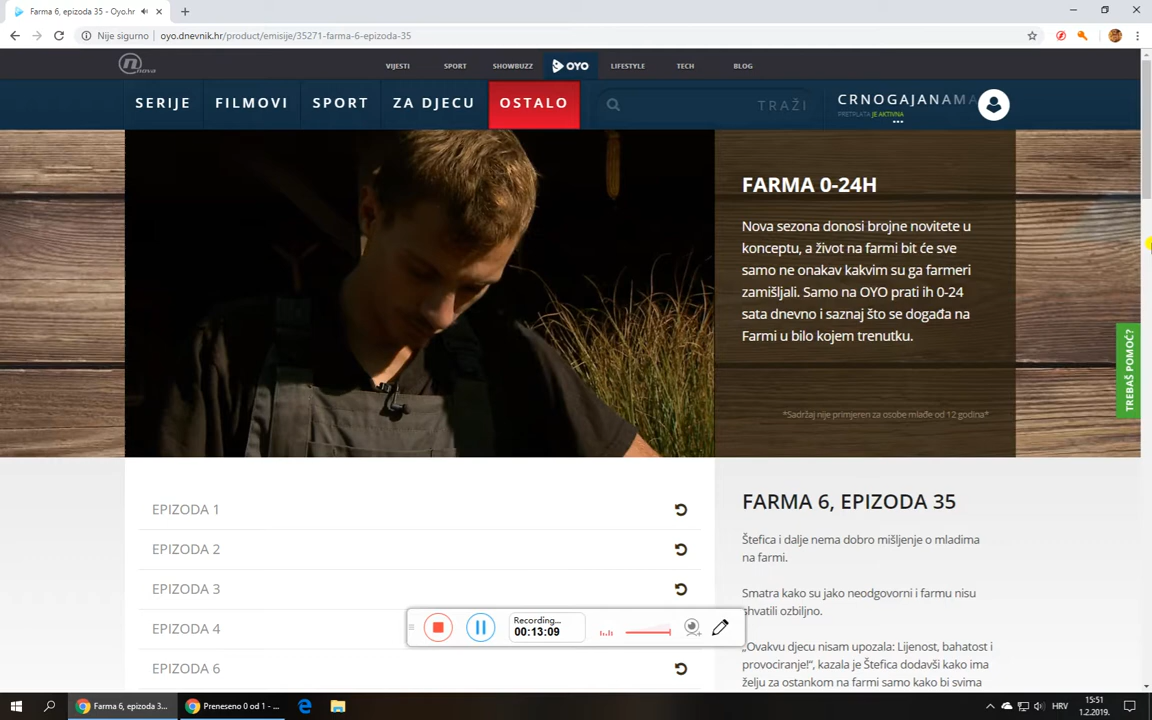 Farma 6, epizoda 35 - Oyo.hr
Nije sigurno
oyo.dnevnik.hr/product/emisije/35271-farma-6-epizoda-35
nova
VIJESTI
SPORT
SHOWBUZZ
OYO
LIFESTYLE
TECH
BLOG
SERIJE
FILMOVI
SPORT
ZA DJECU
OSTALO
TRAŽI
CRNOGAJANAMA
PRETPLATA JE AKTIVNA
FARMA 0-24H
Nova sezona donosi brojne novitete u
konceptu, a život na farmi bit će sve
samo ne onakav kakvim su ga farmeri
zamišljali. Samo na OYO prati ih 0-24
sata dnevno i saznaj što se događa na
Farmi u bilo kojem trenutku.
*Sadržaj nije primjeren za osobe mlađe od 12 godina*
TREBAŠ POMOĆ?
EPIZODA 1
EPIZODA 2
EPIZODA 3
EPIZODA 4
EPIZODA 6
FARMA 6, EPIZODA 35
Štefica i dalje nema dobro mišljenje o mladima
na farmi.
Smatra kako su jako neodgovorni i farmu nisu
shvatili ozbiljno.
„Ovakvu djecu nisam upozala: Lijenost, bahatost i
provociranje!", kazala je Štefica dodavši kako ima
želju za ostankom na farmi samo kako bi svima
Recording...
00:13:09
Farma 6, epizoda 3...
Preneseno 0 od 1 - ...
HRV
15:51
1.2.2019.